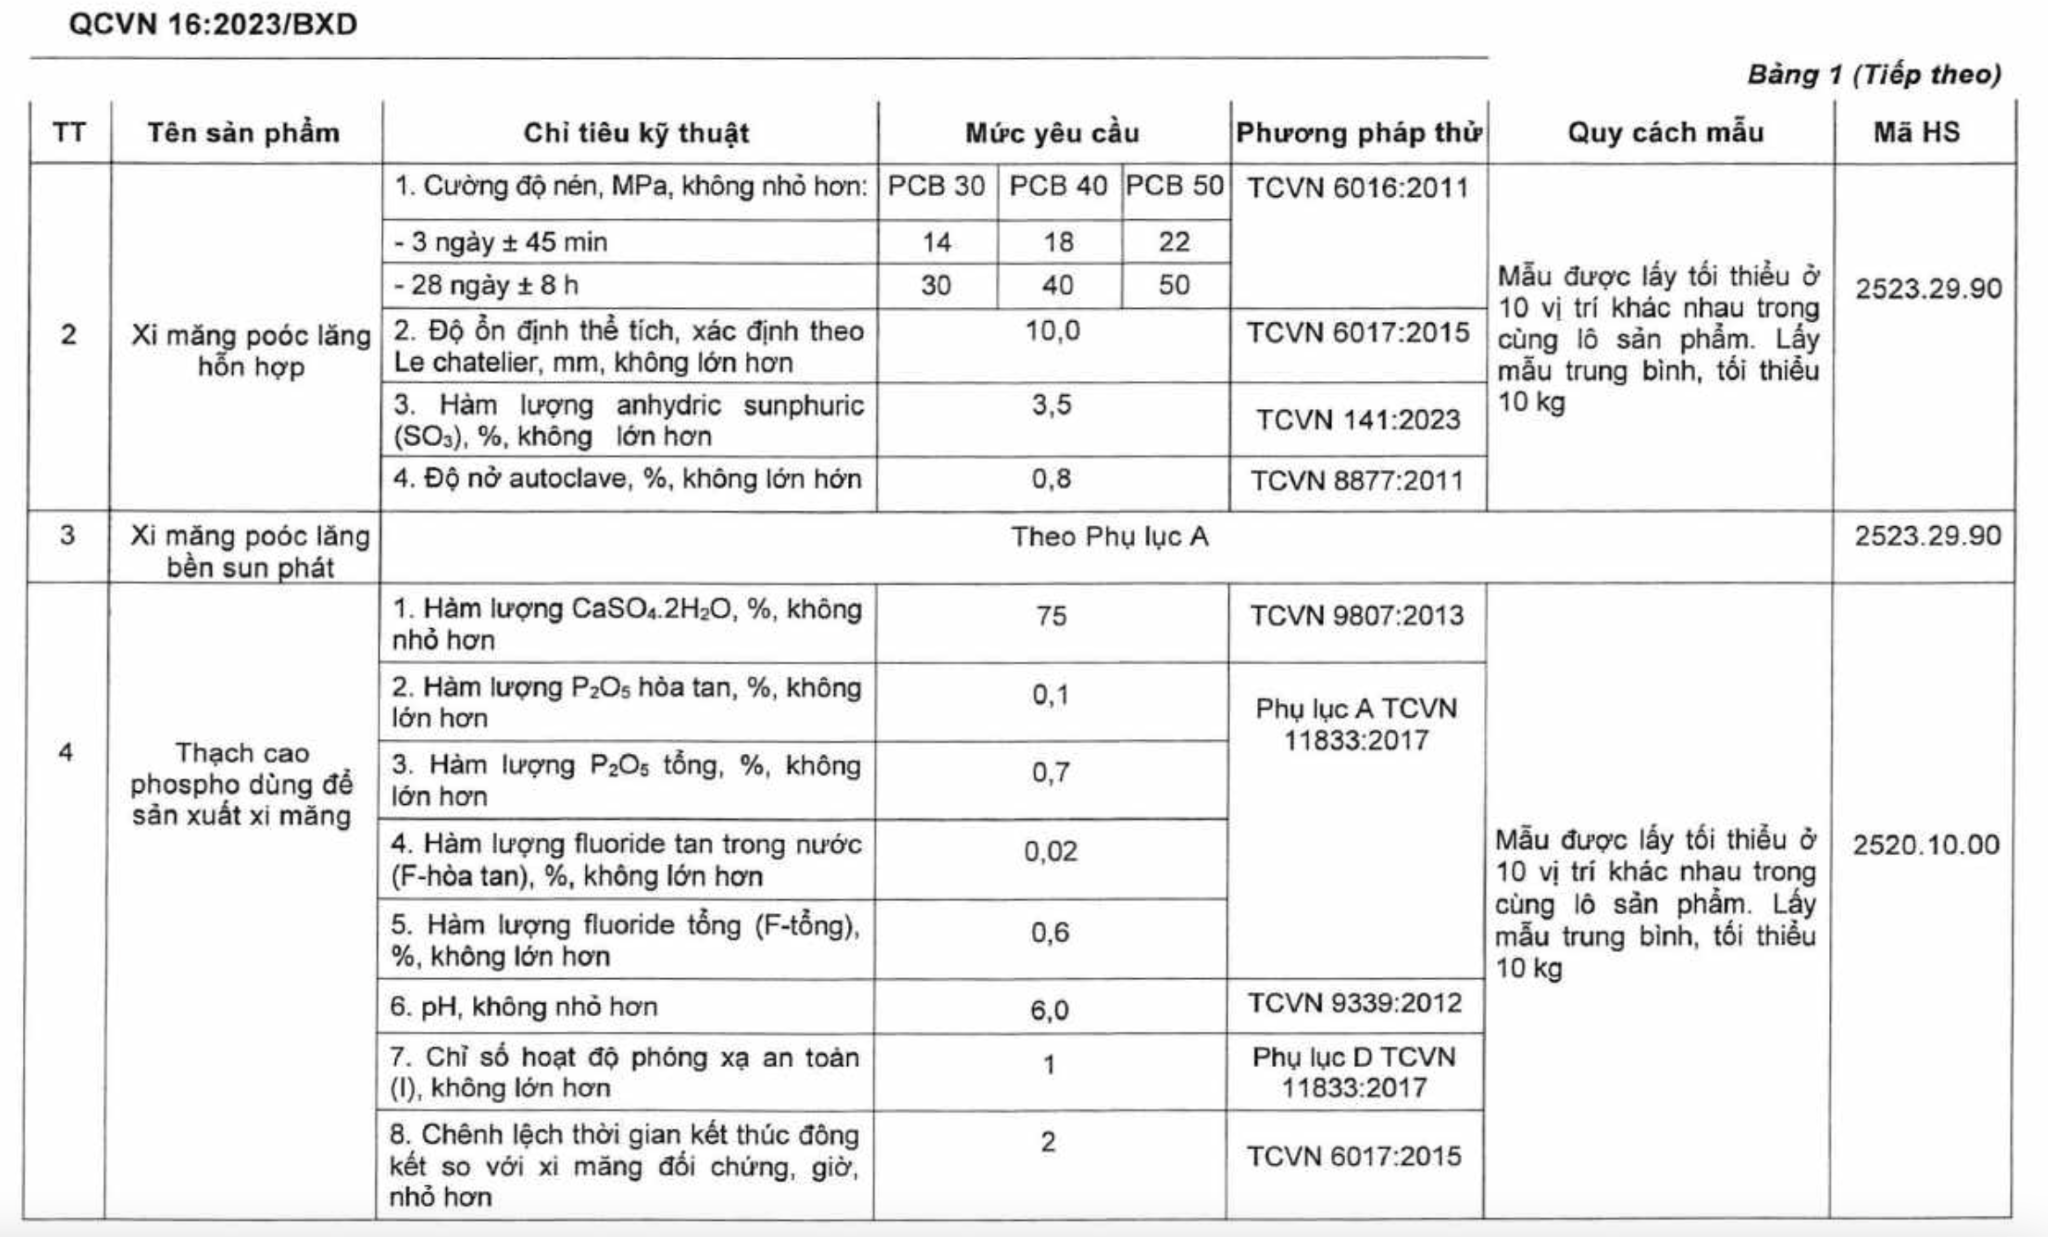 QCVN 16:2023/BXD
Bảng 1 (Tiếp theo)
TT Tên sản phẩm Chỉ tiêu kỹ thuật Mức yêu cầu Phương pháp thử Quy cách mẫu Mã HS
2
Xi măng poóc lăng
hỗn hợp
1. Cường độ nén, MPa, không nhỏ hơn: PCB 30 PCB 40 PCB 50 TCVN 6016:2011
- 3 ngày ± 45 min 14 18 22
- 28 ngày ± 8 h 30 40 50
2. Độ ổn định thể tích, xác định theo
Le chatelier, mm, không lớn hơn
10,0
TCVN 6017:2015
3. Hàm lượng anhydric sunphuric
(SO₃), %, không lớn hơn
3,5
TCVN 141:2023
4. Độ nở autoclave, %, không lớn hớn 0,8 TCVN 8877:2011
Mẫu được lấy tối thiểu ở
10 vị trí khác nhau trong
cùng lô sản phẩm. Lấy
mẫu trung bình, tối thiểu
10 kg
2523.29.90
3
Xi măng poóc lăng
bền sun phát
Theo Phụ lục A
2523.29.90
4
Thạch cao
phospho dùng để
sản xuất xi măng
1. Hàm lượng CaSO₄.2H₂O, %, không
nhỏ hơn
75
TCVN 9807:2013
2. Hàm lượng P₂O₅ hòa tan, %, không
lớn hơn
0,1
Phụ lục A TCVN
11833:2017
3. Hàm lượng P₂O₅ tổng, %, không
lớn hơn
0,7
4. Hàm lượng fluoride tan trong nước
(F-hòa tan), %, không lớn hơn
0,02
5. Hàm lượng fluoride tổng (F-tổng),
%, không lớn hơn
0,6
6. pH, không nhỏ hơn 6,0 TCVN 9339:2012
7. Chỉ số hoạt độ phóng xạ an toàn
(I), không lớn hơn
1
Phụ lục D TCVN
11833:2017
8. Chênh lệch thời gian kết thúc đông
kết so với xi măng đối chứng, giờ,
nhỏ hơn
2
TCVN 6017:2015
Mẫu được lấy tối thiểu ở
10 vị trí khác nhau trong
cùng lô sản phẩm. Lấy
mẫu trung bình, tối thiểu
10 kg
2520.10.00